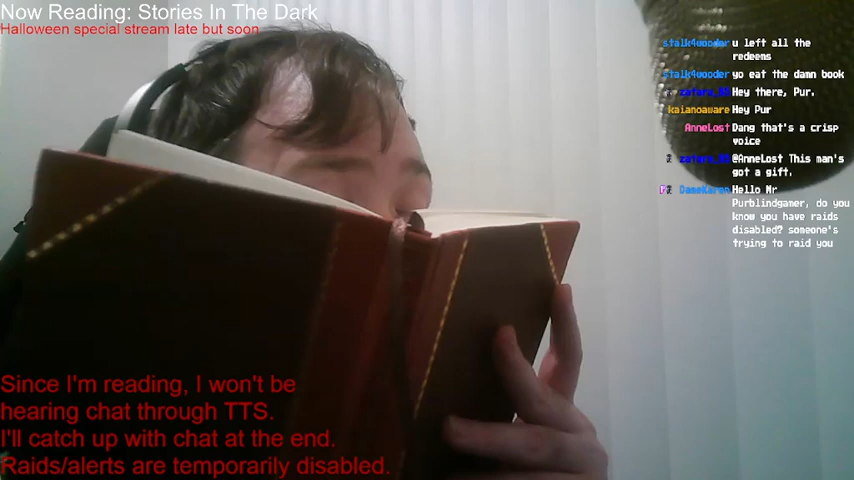 Now Reading: Stories In The Dark
Halloween special stream late but soon
u left all the
redeems
yo eat the damn book
Hey there, Pur.
kaianoaware Hey Pur
AnneLost Dang that's a crisp
voice
@AnneLost This man's
got a gift.
Hello Mr
Purblindgamer, do you
know you have raids
disabled? someone's
trying to raid you
Since I'm reading, I won't be
hearing chat through TTS.
I'll catch up with chat at the end.
Raids/alerts are temporarily disabled.